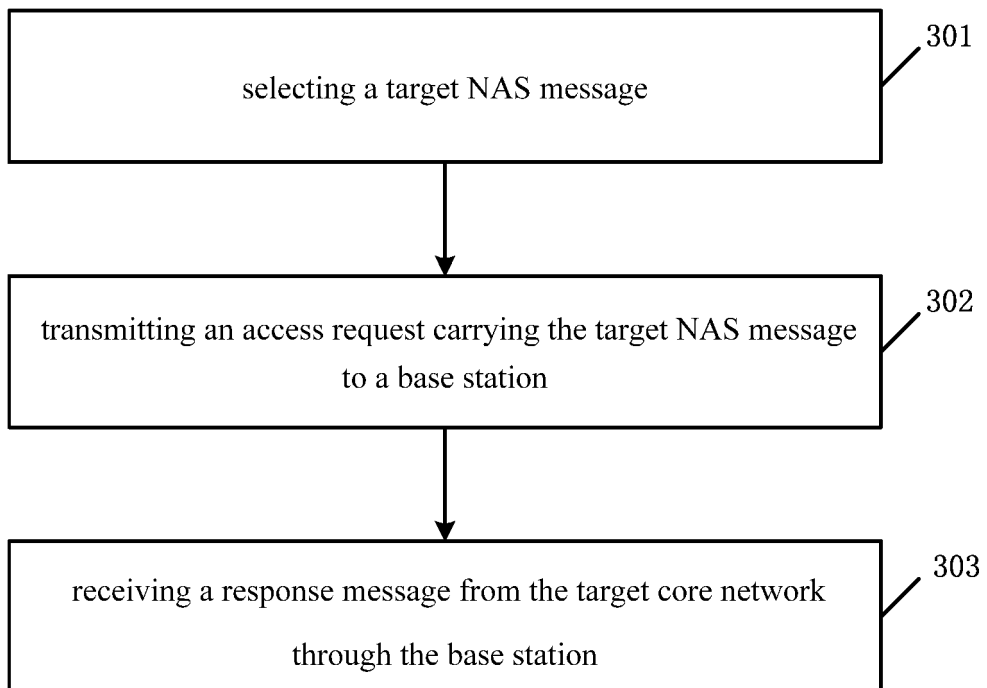 301
selecting a target NAS message
302
transmitting an access request carrying the target NAS message
to a base station
303
receiving a response message from the target core network
through the base station